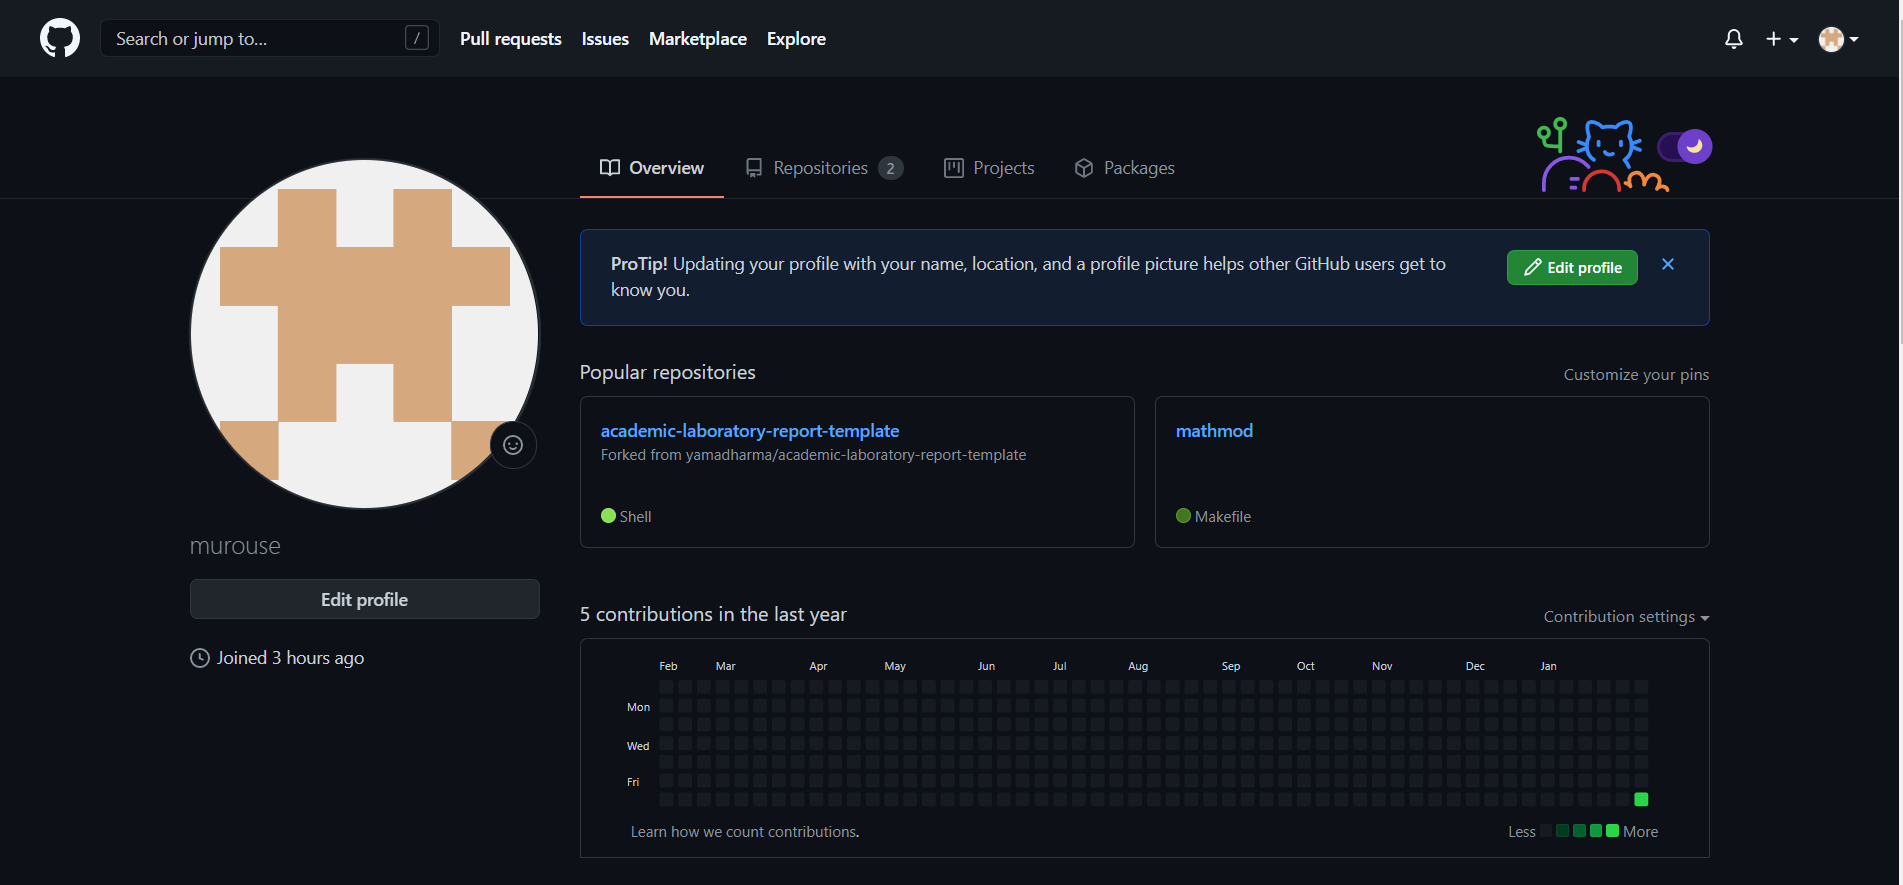 Search or jump to... /
Pull requests Issues Marketplace Explore
Overview Repositories 2 Projects Packages
ProTip! Updating your profile with your name, location, and a profile picture helps other GitHub users get to
know you.
Edit profile
Popular repositories
Customize your pins
academic-laboratory-report-template
Forked from yamadharma/academic-laboratory-report-template
Shell
mathmod
Makefile
murouse
Edit profile
Joined 3 hours ago
5 contributions in the last year
Contribution settings
Feb Mar Apr May Jun Jul Aug Sep Oct Nov Dec Jan
Mon
Wed
Fri
Learn how we count contributions.
Less More